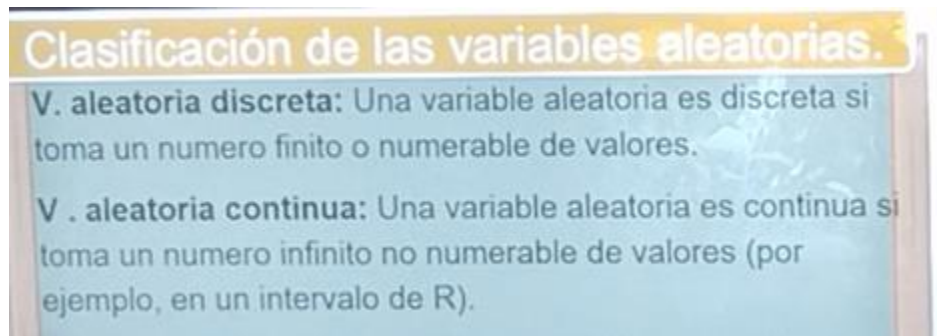 Clasificación de las variables aleatorias.
V. aleatoria discreta: Una variable aleatoria es discreta si
toma un numero finito o numerable de valores.
V . aleatoria continua: Una variable aleatoria es continua si
toma un numero infinito no numerable de valores (por
ejemplo, en un intervalo de R).